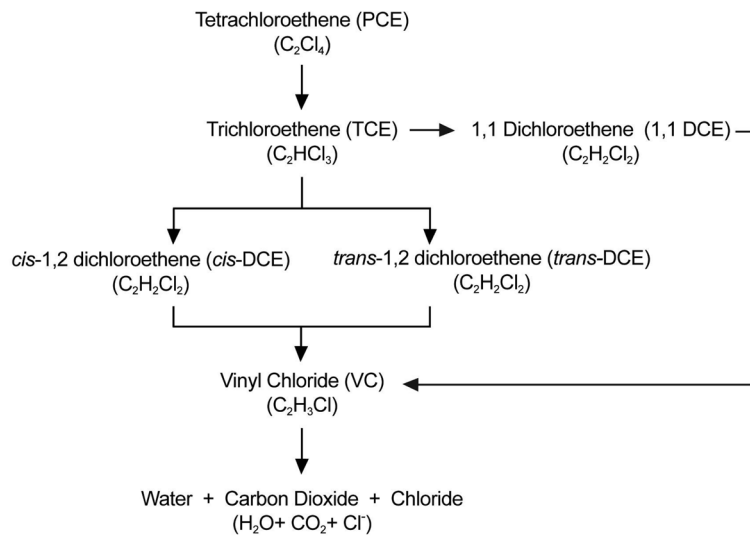 Tetrachloroethene (PCE)
(C₂Cl₄)
Trichloroethene (TCE)
(C₂HCl₃)
1,1 Dichloroethene (1,1 DCE)
(C₂H₂Cl₂)
cis-1,2 dichloroethene (cis-DCE)
(C₂H₂Cl₂)
trans-1,2 dichloroethene (trans-DCE)
(C₂H₂Cl₂)
Vinyl Chloride (VC)
(C₂H₃Cl)
Water + Carbon Dioxide + Chloride
(H₂O+ CO₂+ Cl⁻)